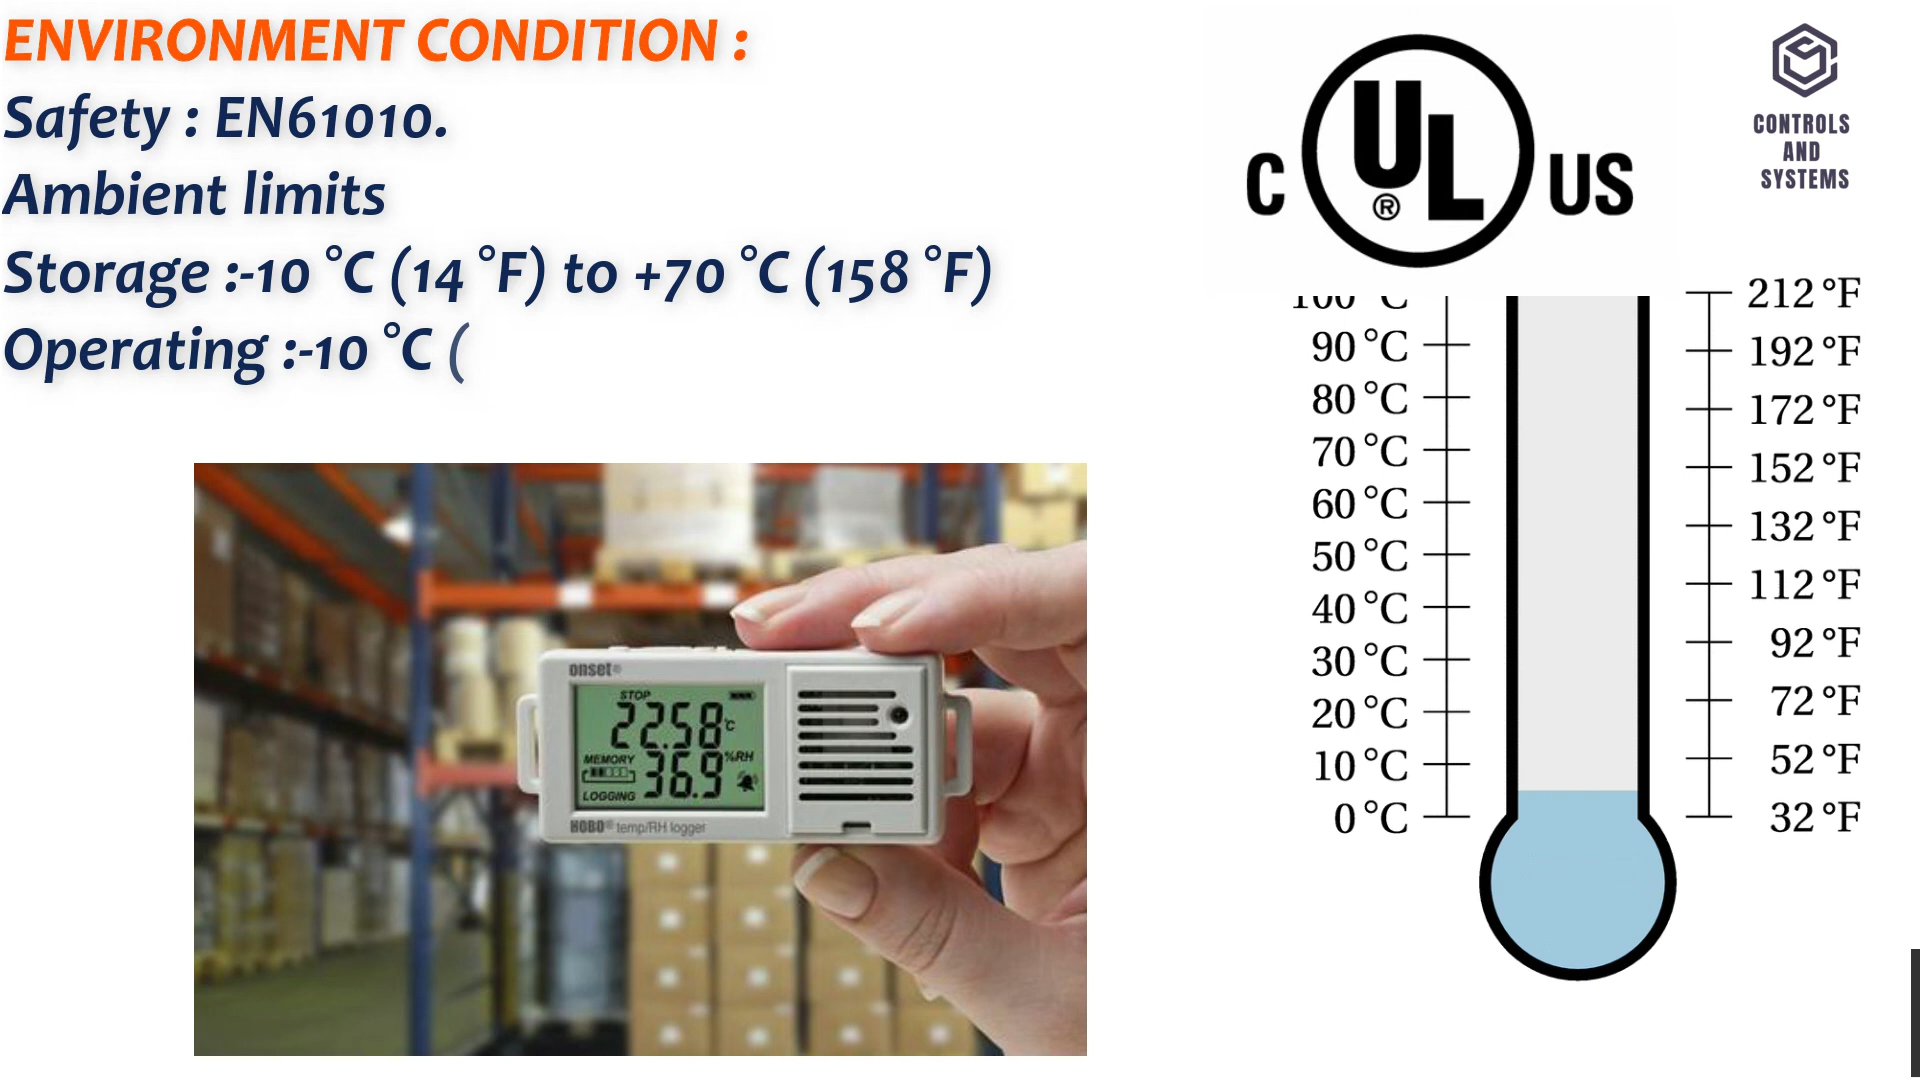 ENVIRONMENT CONDITION :
Safety : EN61010.
Ambient limits
Storage :-10 °C (14 °F) to +70 °C (158 °F)
Operating :-10 °C (
C UL® US
CONTROLS
AND
SYSTEMS
100 °C
90 °C
80 °C
70 °C
60 °C
50 °C
40 °C
30 °C
20 °C
10 °C
0 °C
212 °F
192 °F
172 °F
152 °F
132 °F
112 °F
92 °F
72 °F
52 °F
32 °F
onset®
STOP
22.58 °C
MEMORY 36.9 %RH
LOGGING
HOBO® temp/RH logger